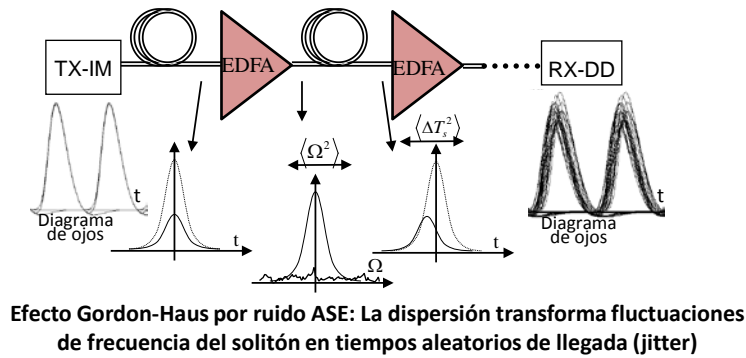 TX-IM
EDFA
EDFA
RX-DD
t
Diagrama
de ojos
t
⟨Ω²⟩
Ω
⟨ΔTₛ²⟩
t
t
Diagrama
de ojos
Efecto Gordon-Haus por ruido ASE: La dispersión transforma fluctuaciones
de frecuencia del solitón en tiempos aleatorios de llegada (jitter)